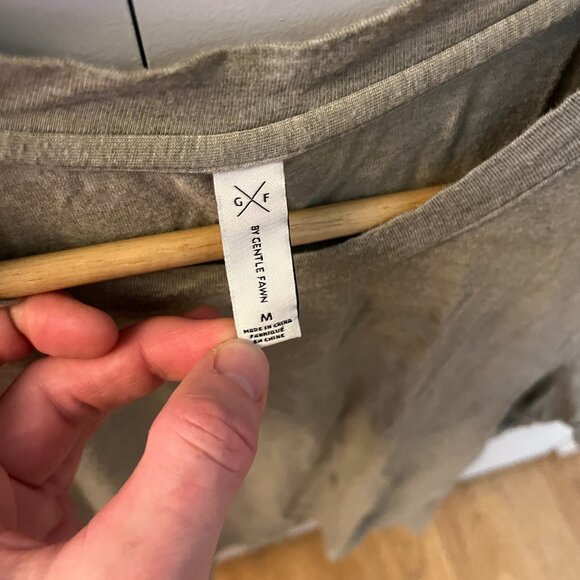 G F
BY GENTLE FAWN
M
MADE IN CHINA
FABRIQUÉ
EN CHINE